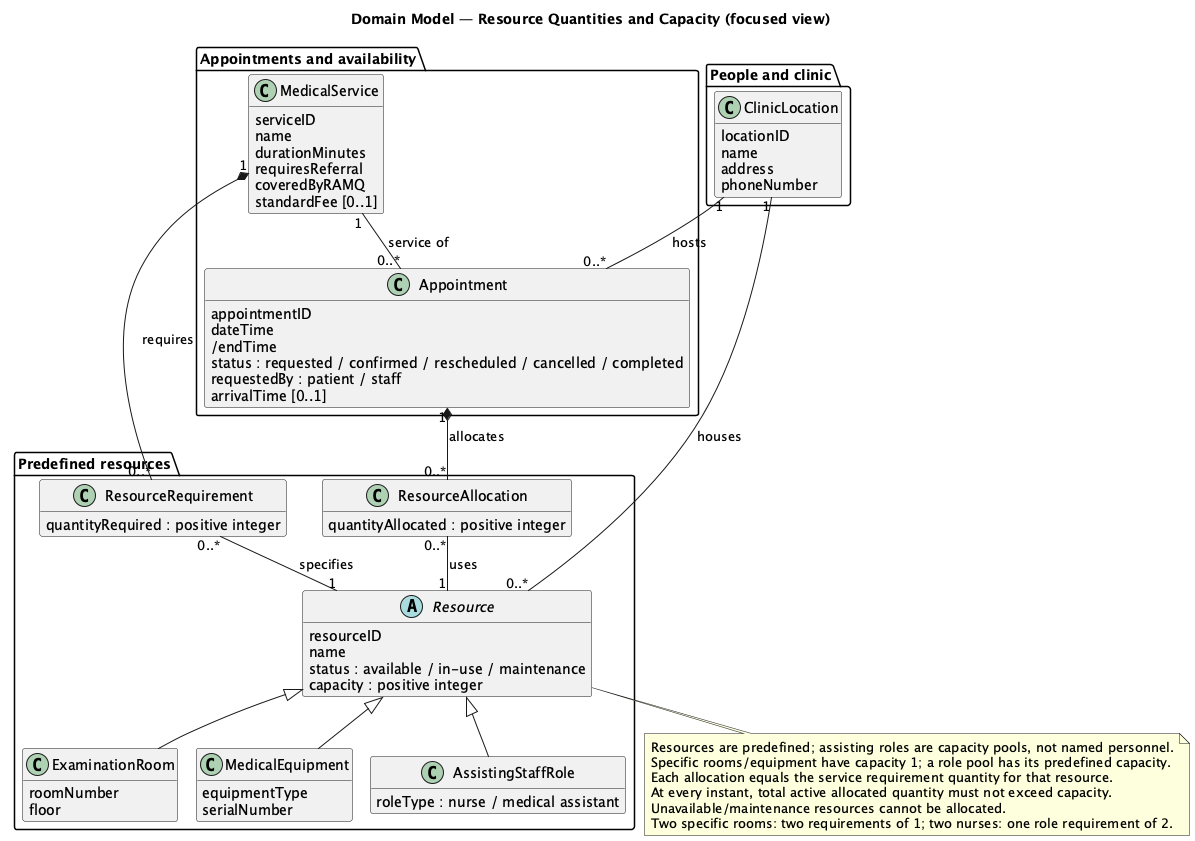 Domain Model — Resource Quantities and Capacity (focused view)
Appointments and availability
People and clinic
C MedicalService
serviceID
name
durationMinutes
requiresReferral
coveredByRAMQ
standardFee [0..1]
C ClinicLocation
locationID
name
address
phoneNumber
1
1
1
1
service of
hosts
0..*
0..*
C Appointment
appointmentID
dateTime
/endTime
status : requested / confirmed / rescheduled / cancelled / completed
requestedBy : patient / staff
arrivalTime [0..1]
requires
1
allocates
houses
Predefined resources
0..*
0..*
C ResourceRequirement
quantityRequired : positive integer
C ResourceAllocation
quantityAllocated : positive integer
0..*
0..*
specifies
uses
1
1
0..*
A Resource
resourceID
name
status : available / in-use / maintenance
capacity : positive integer
C ExaminationRoom
roomNumber
floor
C MedicalEquipment
equipmentType
serialNumber
C AssistingStaffRole
roleType : nurse / medical assistant
Resources are predefined; assisting roles are capacity pools, not named personnel.
Specific rooms/equipment have capacity 1; a role pool has its predefined capacity.
Each allocation equals the service requirement quantity for that resource.
At every instant, total active allocated quantity must not exceed capacity.
Unavailable/maintenance resources cannot be allocated.
Two specific rooms: two requirements of 1; two nurses: one role requirement of 2.